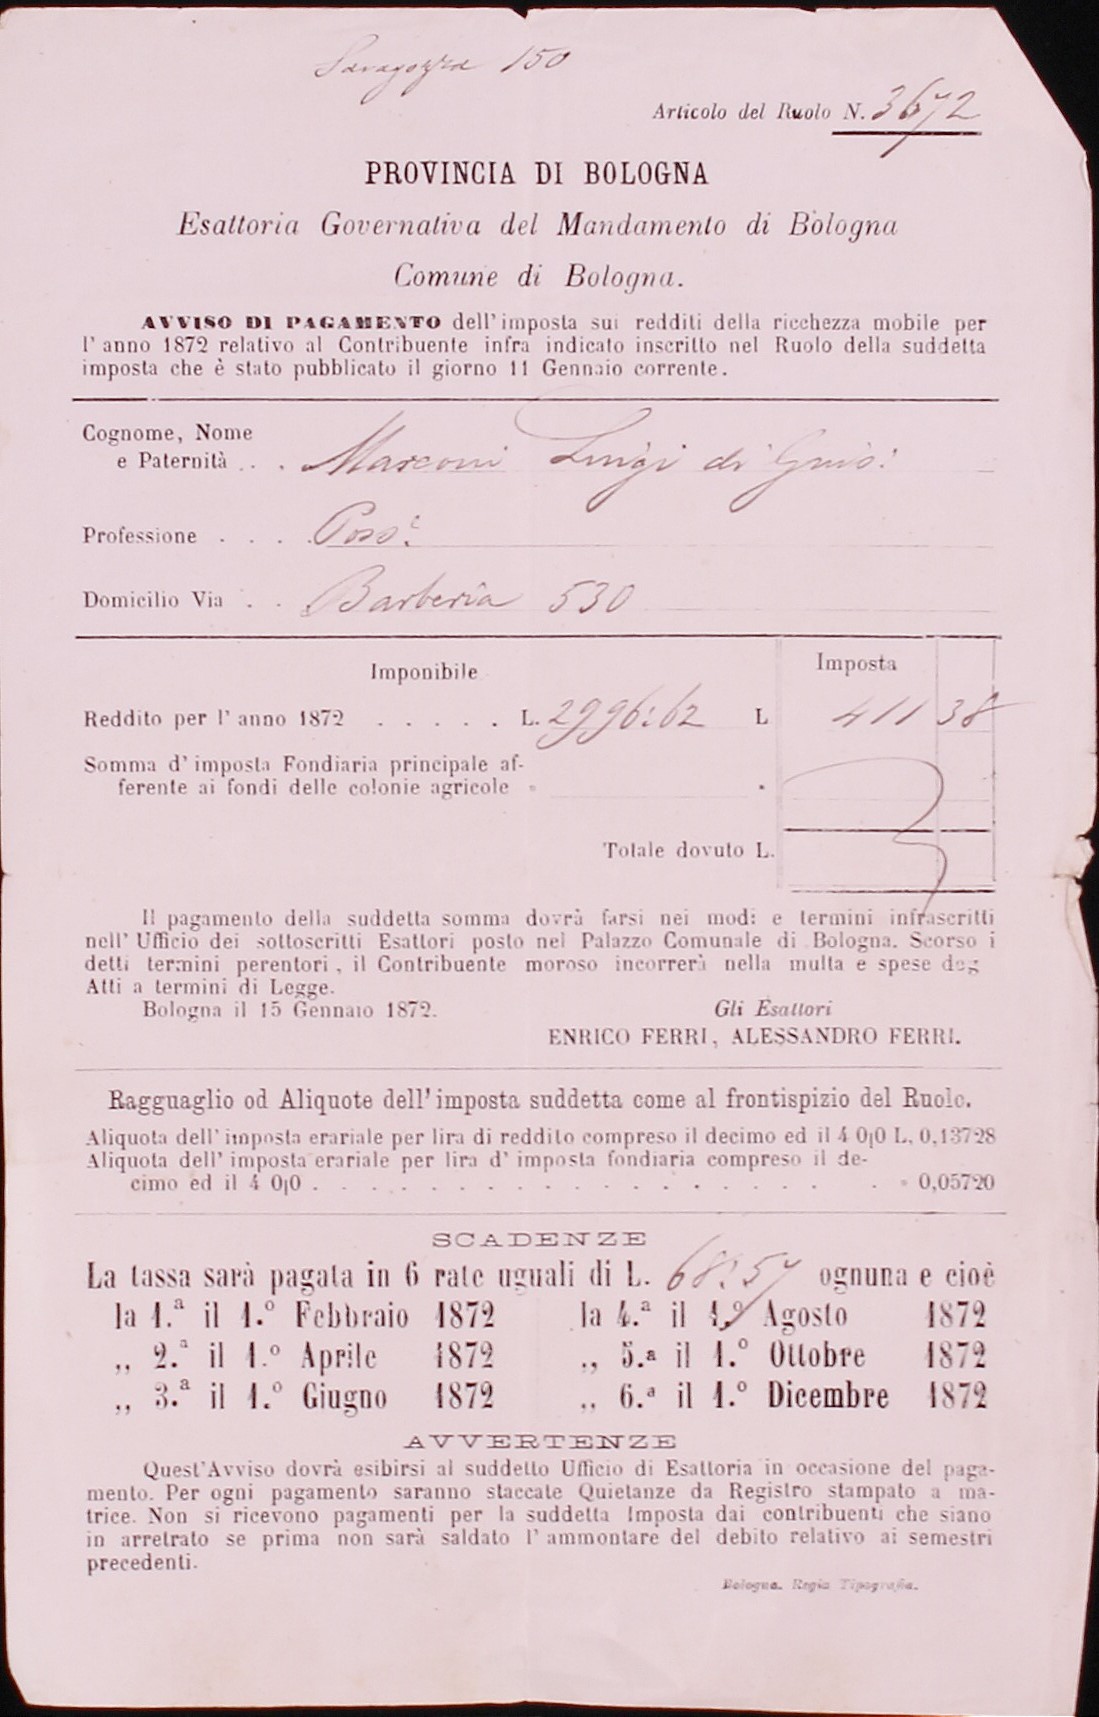 Saragozza 150
Articolo del Ruolo N. 3672
PROVINCIA DI BOLOGNA
Esattoria Governativa del Mandamento di Bologna
Comune di Bologna.
AVVISO DI PAGAMENTO dell'imposta sui redditi della ricchezza mobile per
l'anno 1872 relativo al Contribuente infra indicato inscritto nel Ruolo della suddetta
imposta che è stato pubblicato il giorno 11 Gennaio corrente.
Cognome, Nome
e Paternità . . . Marconi Luigi di
Professione . . . . Poss:
Domicilio Via . . Barberia 530
Imponibile
Imposta
Reddito per l'anno 1872 . . . . . L. 2996:62 L 411 38
Somma d'imposta Fondiaria principale af-
ferente ai fondi delle colonie agricole
Totale dovuto L.
Il pagamento della suddetta somma dovrà farsi nei modi e termini infrascritti
nell'Ufficio dei sottoscritti Esattori posto nel Palazzo Comunale di Bologna. Scorso i
detti termini perentori, il Contribuente moroso incorrerà nella multa e spese deg
Atti a termini di Legge.
Bologna il 15 Gennaio 1872.
Gli Esattori
ENRICO FERRI, ALESSANDRO FERRI.
Ragguaglio od Aliquote dell'imposta suddetta come al frontispizio del Ruolo.
Aliquota dell'imposta erariale per lira di reddito compreso il decimo ed il 4 0|0 L. 0,13728
Aliquota dell'imposta erariale per lira d'imposta fondiaria compreso il de-
cimo ed il 4 0|0 . . . . . . . . . . . . . . . . . . » 0,05720
SCADENZE
La tassa sarà pagata in 6 rate uguali di L. 68:57 ognuna e cioè
la 1.ª il 1.º Febbraio 1872 la 4.ª il 1.º Agosto 1872
„ 2.ª il 1.º Aprile 1872 „ 5.ª il 1.º Ottobre 1872
„ 3.ª il 1.º Giugno 1872 „ 6.ª il 1.º Dicembre 1872
AVVERTENZE
Quest'Avviso dovrà esibirsi al suddetto Ufficio di Esattoria in occasione del paga-
mento. Per ogni pagamento saranno staccate Quietanze da Registro stampato a ma-
trice. Non si ricevono pagamenti per la suddetta Imposta dai contribuenti che siano
in arretrato se prima non sarà saldato l'ammontare del debito relativo ai semestri
precedenti.
Bologna. Regia Tipografia.